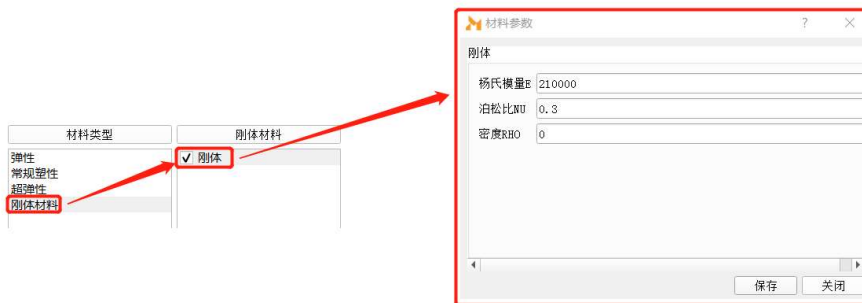 材料参数
?
×
刚体
杨氏模量E 210000
泊松比NU 0.3
密度RHO 0
保存 关闭
材料类型 刚体材料
弹性
常规塑性
超弹性
刚体材料
刚体